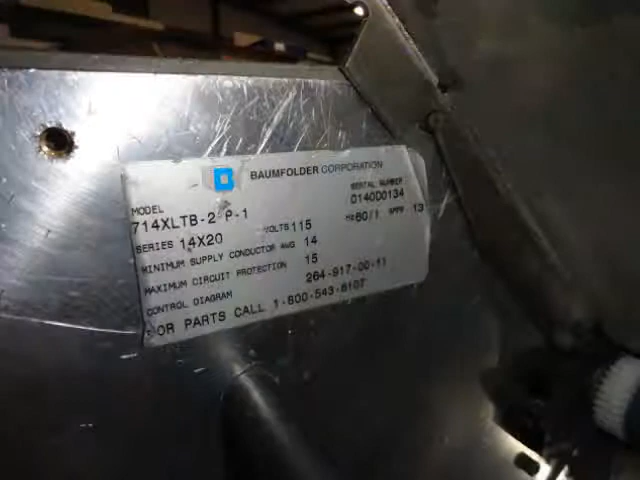 BAUMFOLDER CORPORATION
MODEL SERIAL NUMBER
714XLTB-2-P-1 0140D0134
SERIES 14X20 VOLTS 115 HZ 60/1 AMPS 13
MINIMUM SUPPLY CONDUCTOR AWG 14
MAXIMUM CIRCUIT PROTECTION 15
CONTROL DIAGRAM 264-917-00-11
FOR PARTS CALL 1-800-543-6107